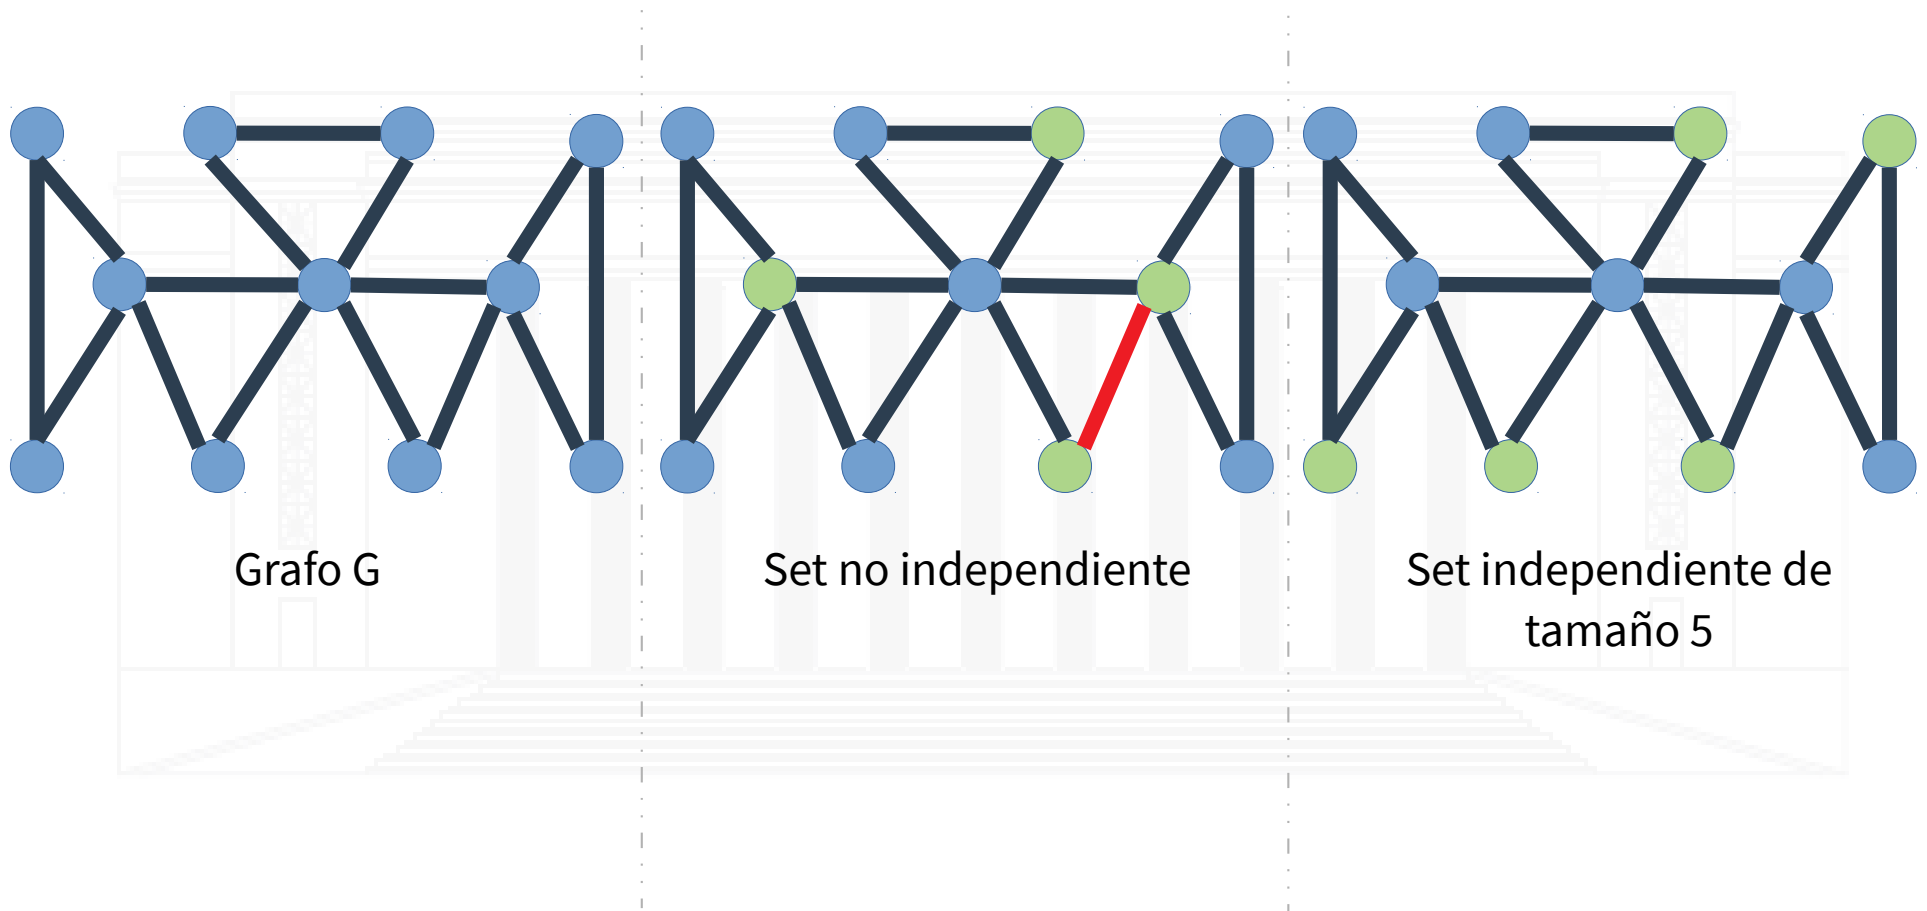 Grafo G
Set no independiente
Set independiente de
tamaño 5